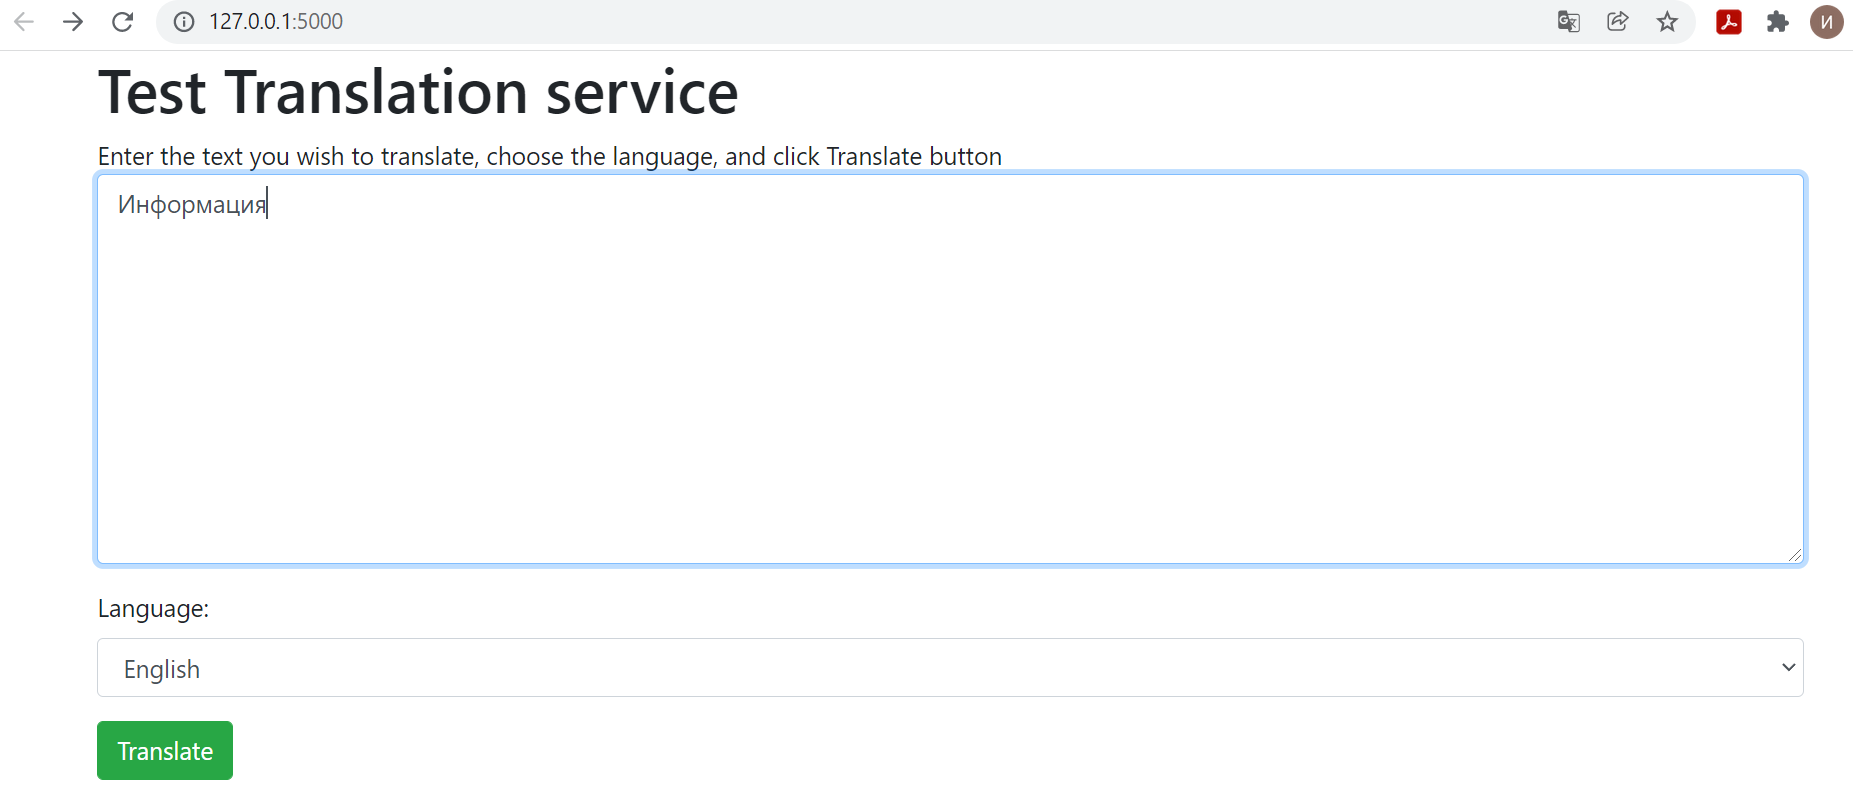 127.0.0.1:5000
И
Test Translation service
Enter the text you wish to translate, choose the language, and click Translate button
Информация
Language:
English
Translate